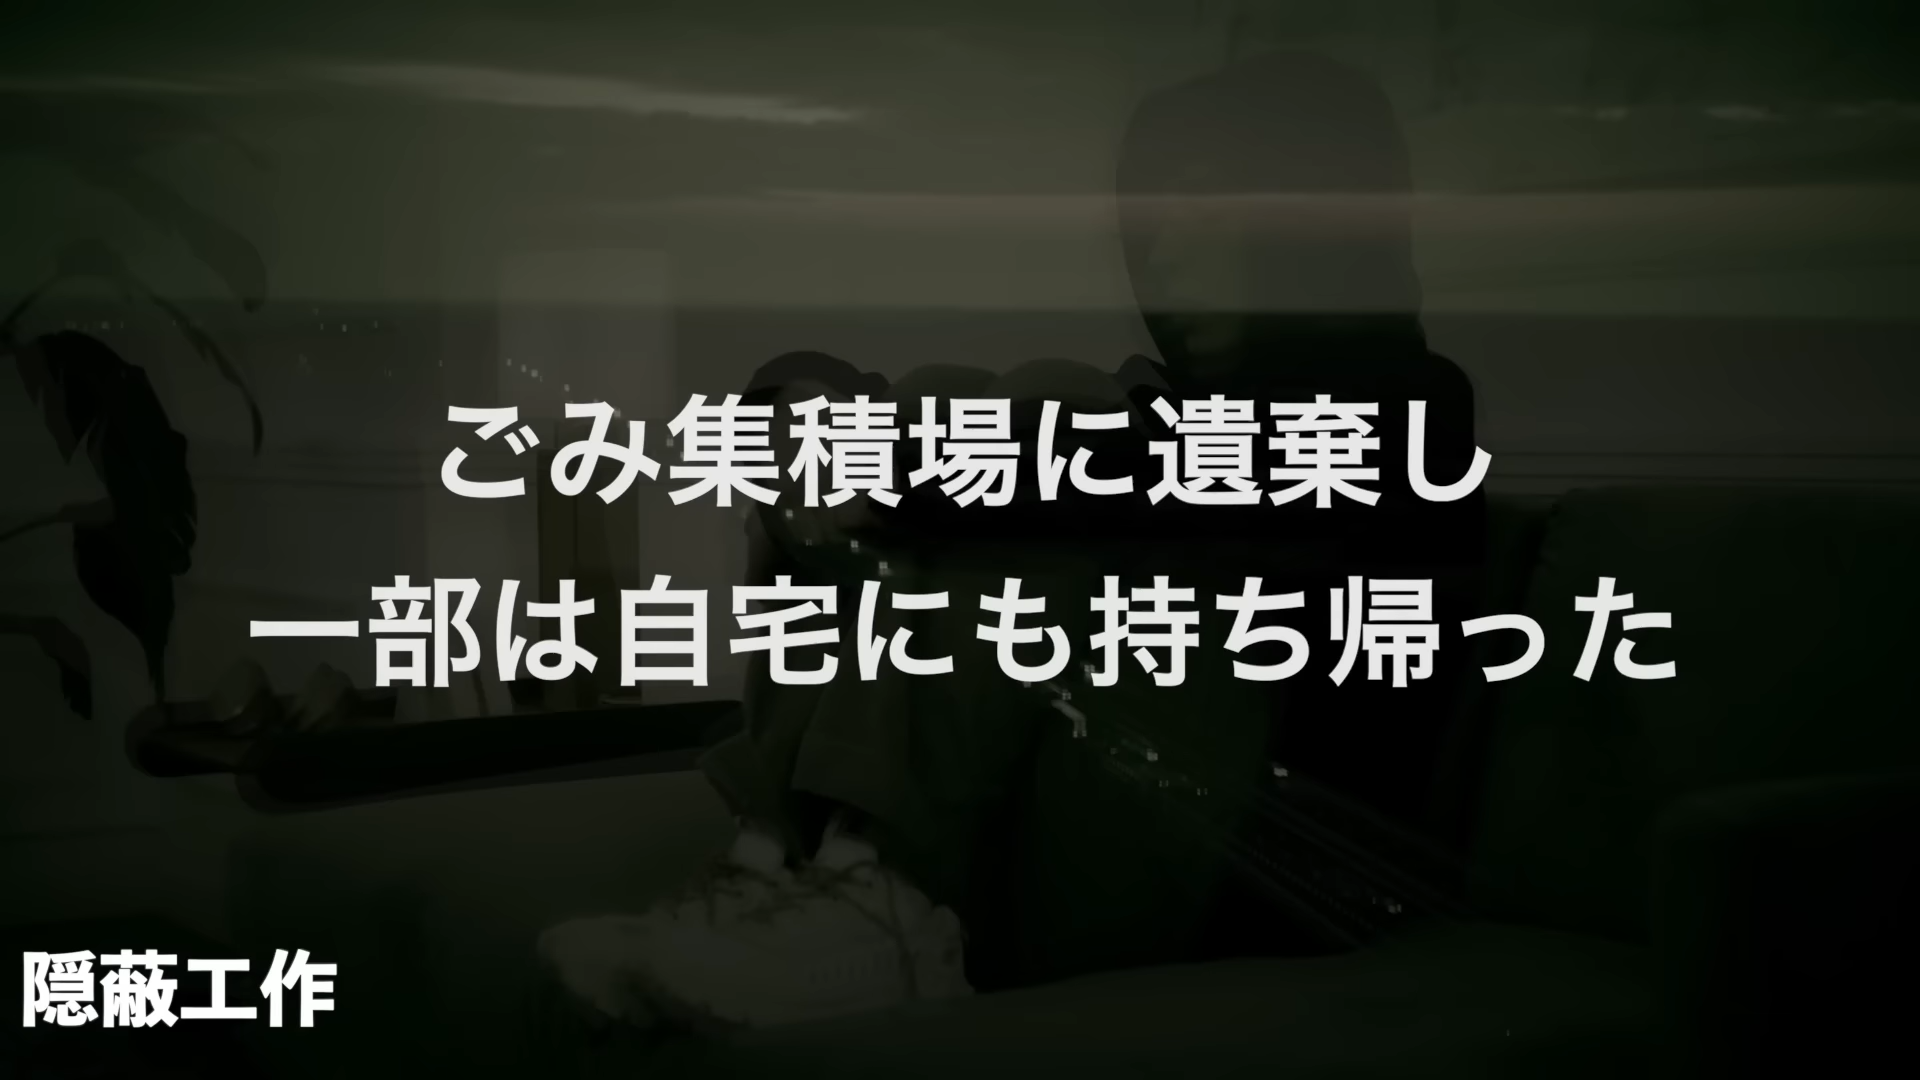 ごみ集積場に遺棄し
一部は自宅にも持ち帰った
隠蔽工作